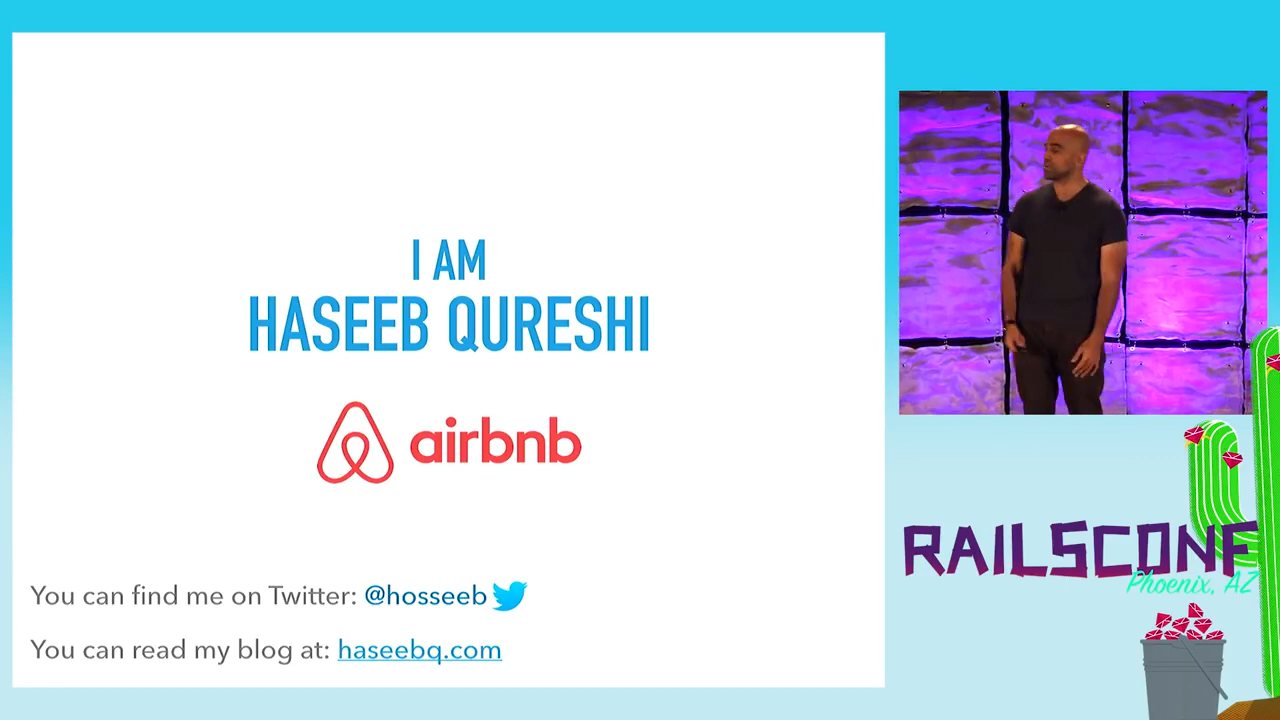 I AM
HASEEB QURESHI
airbnb
You can find me on Twitter: @hosseeb
You can read my blog at: haseebq.com
RAILSCONF
Phoenix, AZ